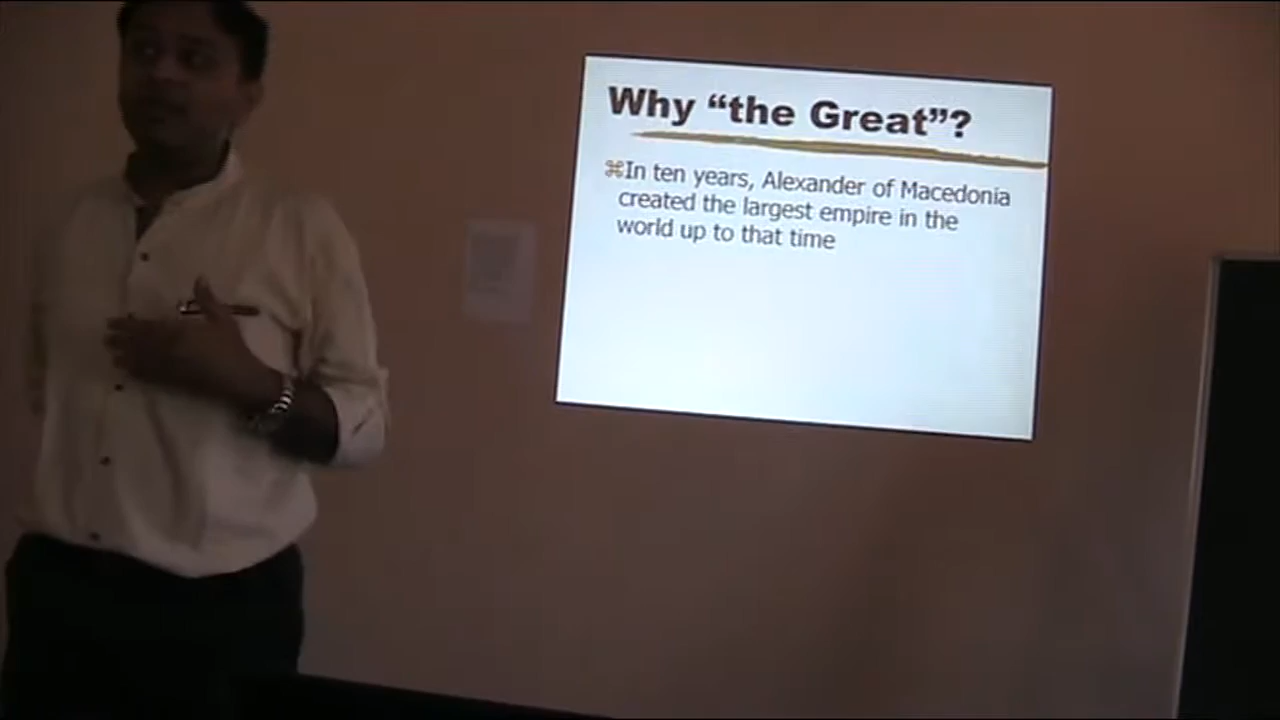 Why “the Great”?
⌘In ten years, Alexander of Macedonia
created the largest empire in the
world up to that time